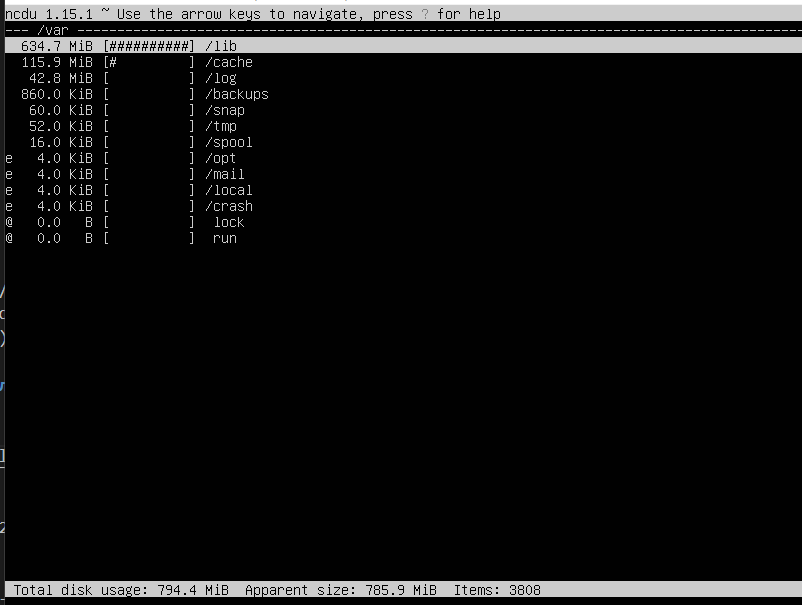 ncdu 1.15.1 ~ Use the arrow keys to navigate, press ? for help
--- /var ---------------------------------------------------------------------------------------------
  634.7 MiB [##########] /lib
  115.9 MiB [#         ] /cache
   42.8 MiB [          ] /log
  860.0 KiB [          ] /backups
   60.0 KiB [          ] /snap
   52.0 KiB [          ] /tmp
   16.0 KiB [          ] /spool
e   4.0 KiB [          ] /opt
e   4.0 KiB [          ] /mail
e   4.0 KiB [          ] /local
e   4.0 KiB [          ] /crash
@   0.0   B [          ]  lock
@   0.0   B [          ]  run
Total disk usage: 794.4 MiB  Apparent size: 785.9 MiB  Items: 3808